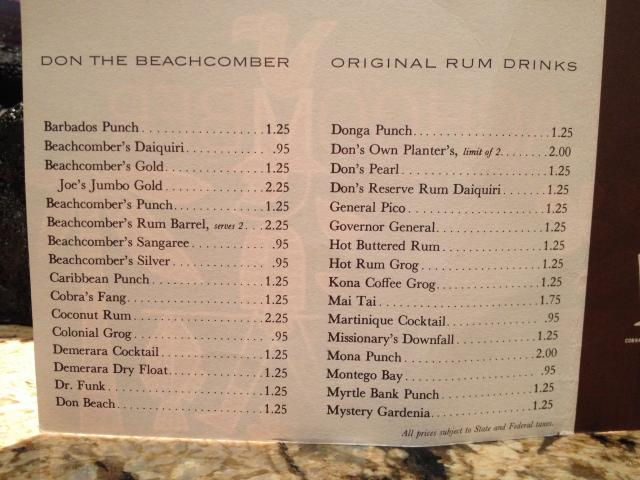 DON THE BEACHCOMBER
Barbados Punch . . . . . . . . . . . . . . . . . . . 1.25
Beachcomber's Daiquiri . . . . . . . . . . . . . .95
Beachcomber's Gold . . . . . . . . . . . . . . . 1.25
Joe's Jumbo Gold . . . . . . . . . . . . . . . 2.25
Beachcomber's Punch . . . . . . . . . . . . . . 1.25
Beachcomber's Rum Barrel, serves 2 . . . 2.25
Beachcomber's Sangaree . . . . . . . . . . . . .95
Beachcomber's Silver . . . . . . . . . . . . . . . .95
Caribbean Punch . . . . . . . . . . . . . . . . . . 1.25
Cobra's Fang . . . . . . . . . . . . . . . . . . . . . 1.25
Coconut Rum . . . . . . . . . . . . . . . . . . . . 2.25
Colonial Grog . . . . . . . . . . . . . . . . . . . . .95
Demerara Cocktail . . . . . . . . . . . . . . . . 1.25
Demerara Dry Float . . . . . . . . . . . . . . . 1.25
Dr. Funk . . . . . . . . . . . . . . . . . . . . . . . . 1.25
Don Beach . . . . . . . . . . . . . . . . . . . . . . 1.25
ORIGINAL RUM DRINKS
Donga Punch . . . . . . . . . . . . . . . . . . . . 1.25
Don's Own Planter's, limit of 2 . . . . . . . . 2.00
Don's Pearl . . . . . . . . . . . . . . . . . . . . . . 1.25
Don's Reserve Rum Daiquiri . . . . . . . 1.25
General Pico . . . . . . . . . . . . . . . . . . . . . 1.25
Governor General . . . . . . . . . . . . . . . . . 1.25
Hot Buttered Rum . . . . . . . . . . . . . . . . 1.25
Hot Rum Grog . . . . . . . . . . . . . . . . . . . 1.25
Kona Coffee Grog . . . . . . . . . . . . . . . . . 1.25
Mai Tai . . . . . . . . . . . . . . . . . . . . . . . . . 1.75
Martinique Cocktail . . . . . . . . . . . . . . . .95
Missionary's Downfall . . . . . . . . . . . . . 1.25
Mona Punch . . . . . . . . . . . . . . . . . . . . . 2.00
Montego Bay . . . . . . . . . . . . . . . . . . . . . .95
Myrtle Bank Punch . . . . . . . . . . . . . . . 1.25
Mystery Gardenia . . . . . . . . . . . . . . . . 1.25
All prices subject to State and Federal taxes.